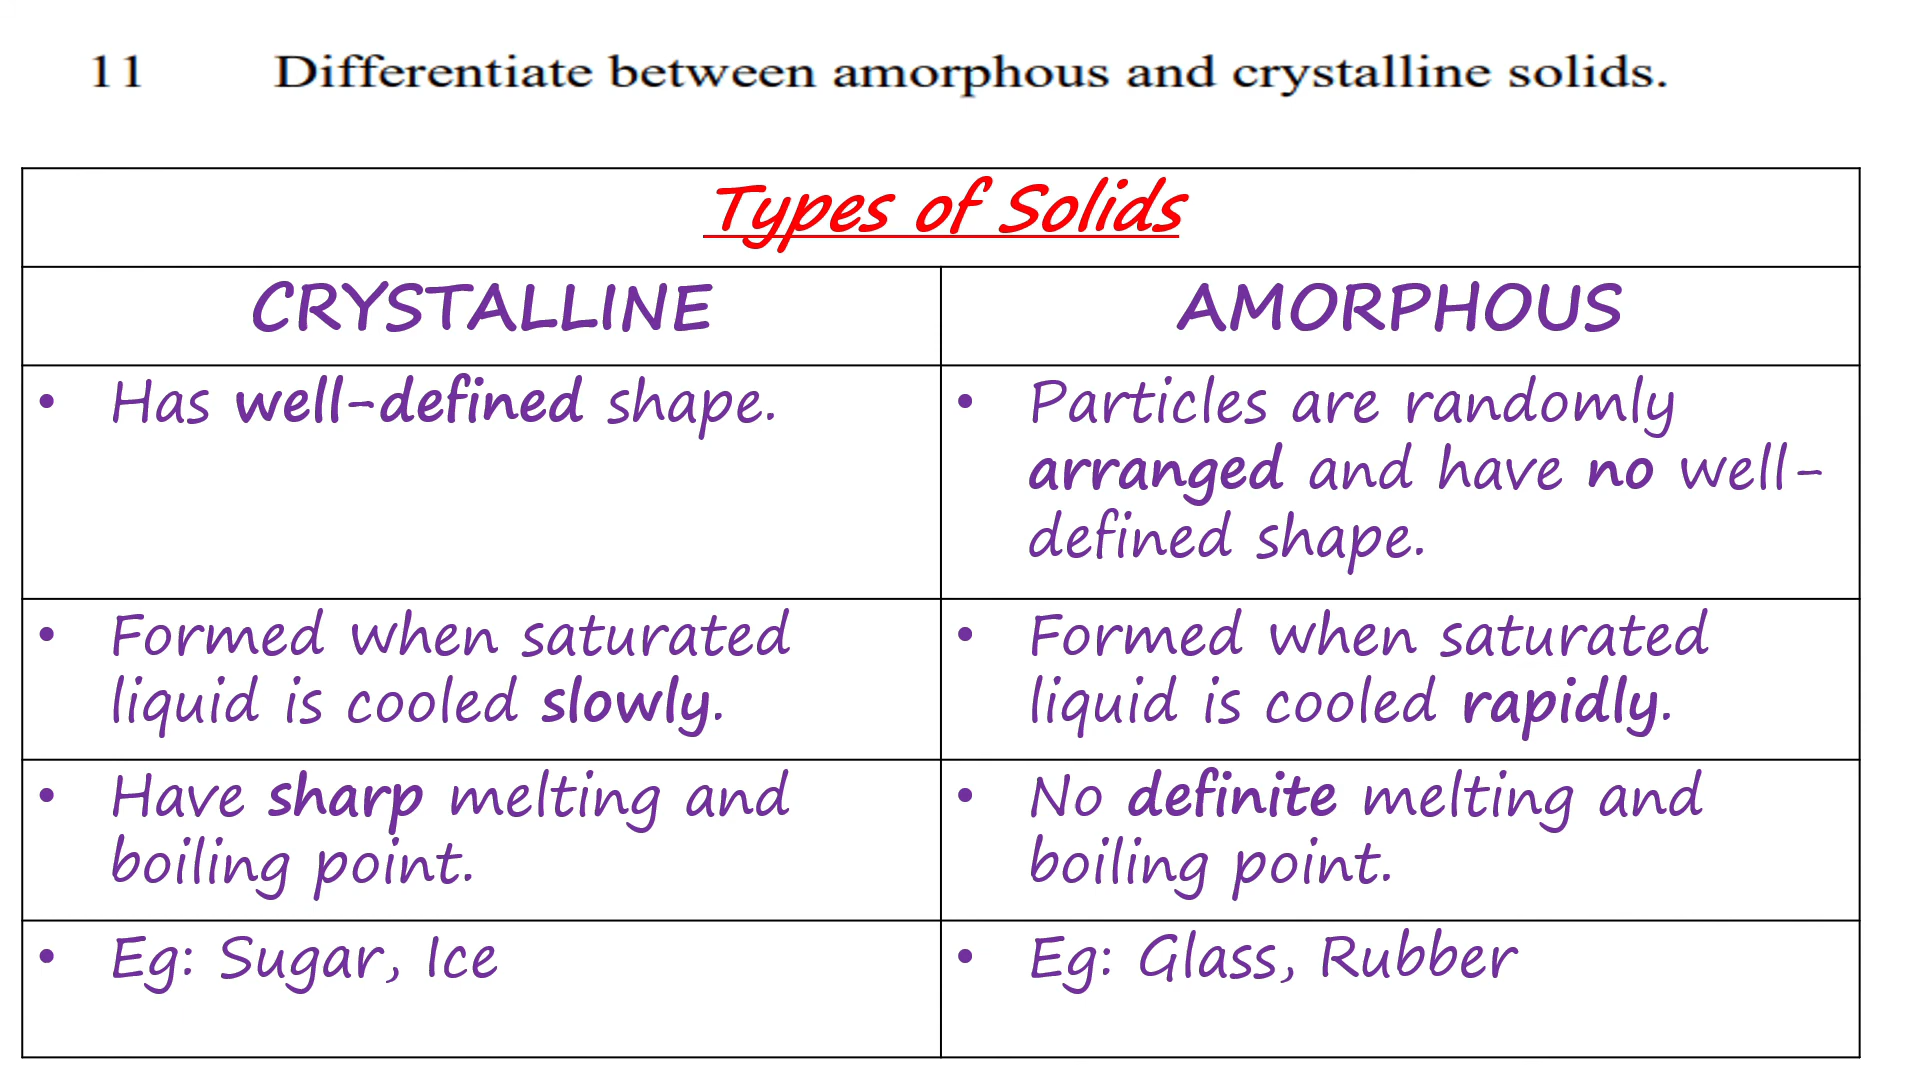 11 Differentiate between amorphous and crystalline solids.
Types of Solids
CRYSTALLINE
AMORPHOUS
• Has well-defined shape.
• Particles are randomly
arranged and have no well-
defined shape.
• Formed when saturated
liquid is cooled slowly.
• Formed when saturated
liquid is cooled rapidly.
• Have sharp melting and
boiling point.
• No definite melting and
boiling point.
• Eg: Sugar, Ice
• Eg: Glass, Rubber